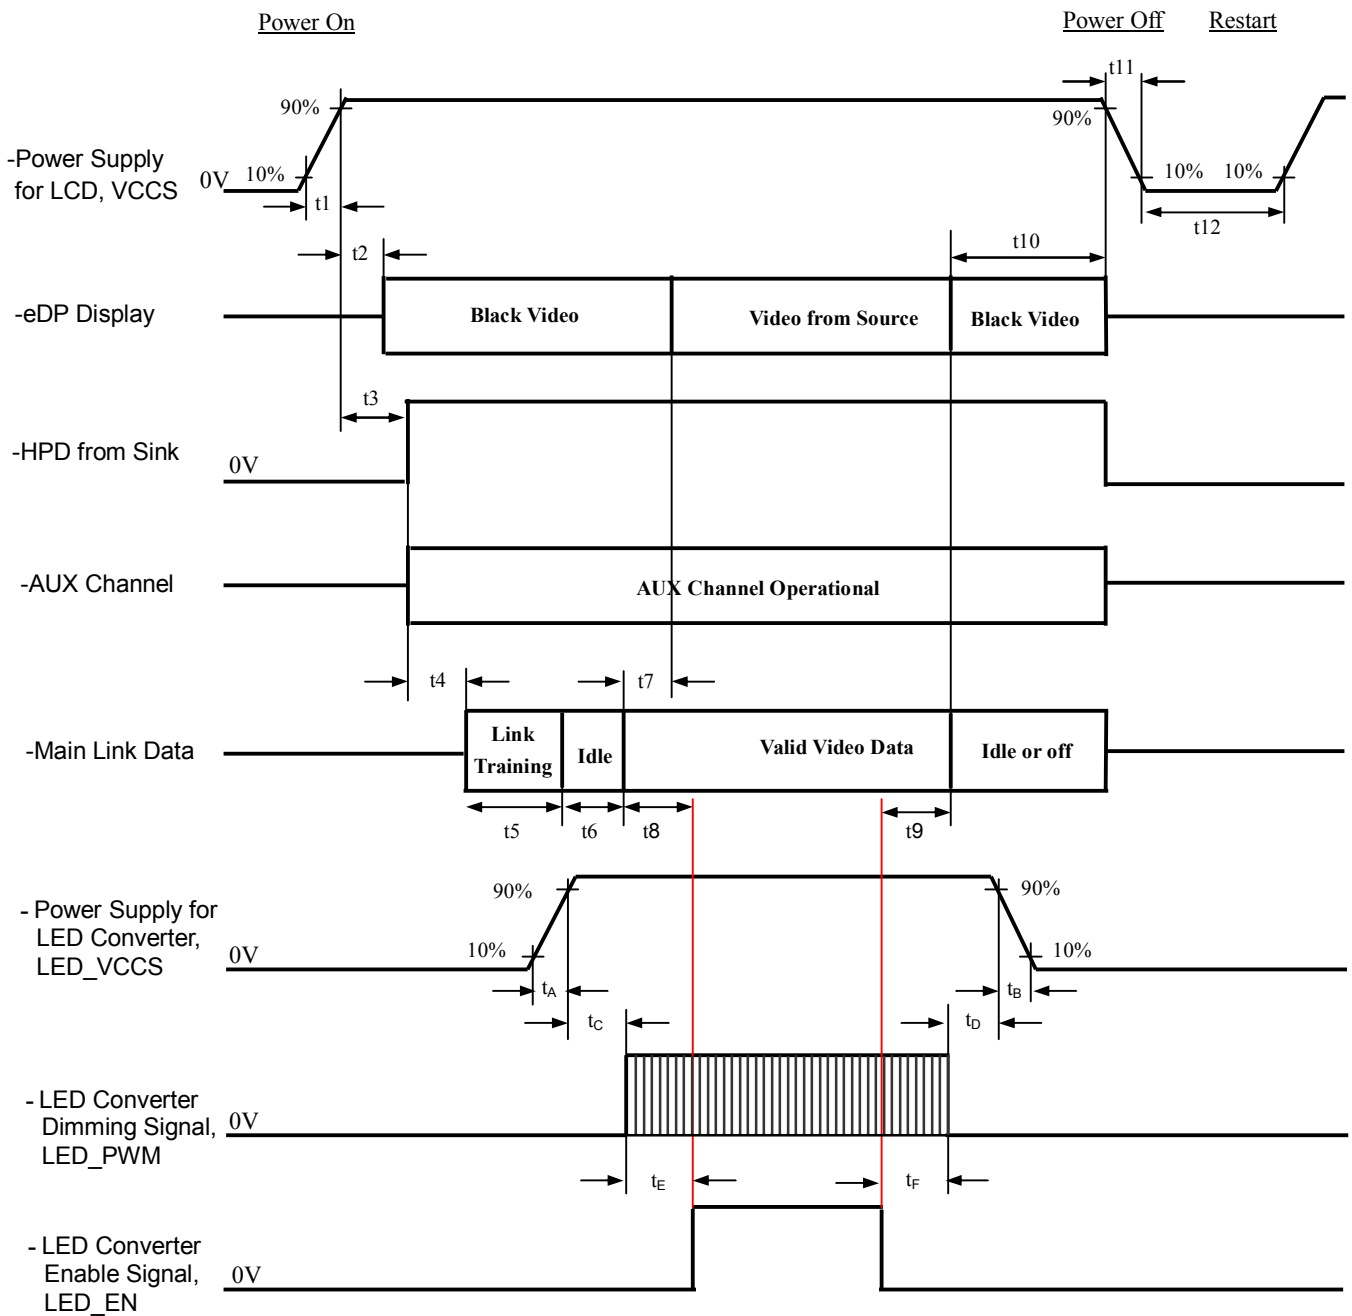 Power On
Power Off
Restart
t11
90%
90%
-Power Supply
for LCD, VCCS
0V
10%
10%
10%
t1
t12
t2
t10
-eDP Display
Black Video
Video from Source
Black Video
t3
-HPD from Sink
0V
-AUX Channel
AUX Channel Operational
t4
t7
-Main Link Data
Link
Training
Idle
Valid Video Data
Idle or off
t5
t6
t8
t9
90%
90%
- Power Supply for
LED Converter,
LED_VCCS
0V
10%
10%
tA
tB
tC
tD
- LED Converter
Dimming Signal,
LED_PWM
0V
tE
tF
- LED Converter
Enable Signal,
LED_EN
0V